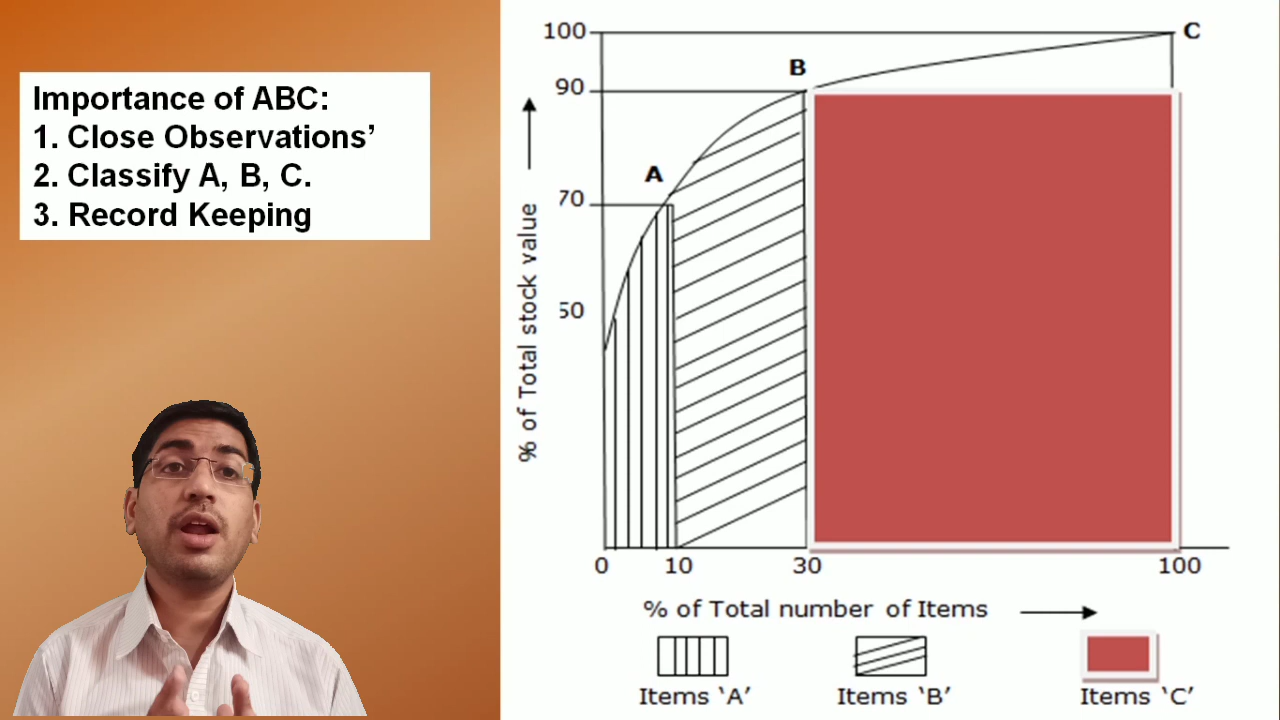 Importance of ABC:
1. Close Observations’
2. Classify A, B, C.
3. Record Keeping
100
C
B
90
A
70
50
% of Total stock value
0 10 30 100
% of Total number of Items
Items ‘A’ Items ‘B’ Items ‘C’